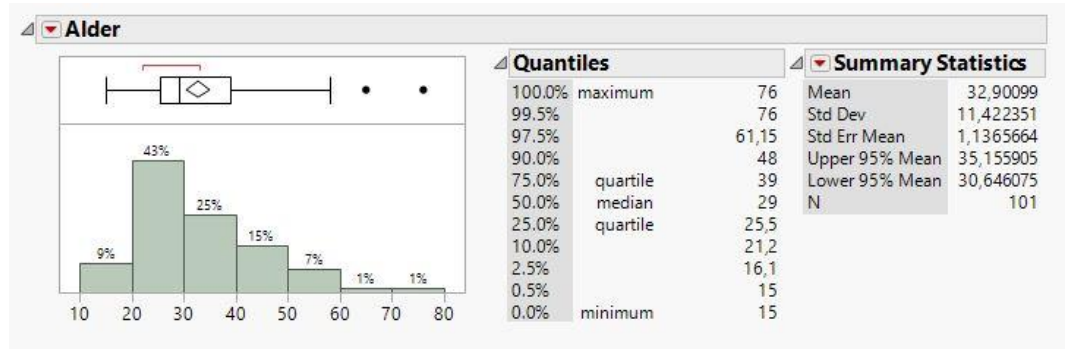 Alder
43%
25%
15%
9%
7%
1% 1%
10 20 30 40 50 60 70 80
Quantiles
100.0% maximum 76
99.5% 76
97.5% 61,15
90.0% 48
75.0% quartile 39
50.0% median 29
25.0% quartile 25,5
10.0% 21,2
2.5% 16,1
0.5% 15
0.0% minimum 15
Summary Statistics
Mean 32,90099
Std Dev 11,422351
Std Err Mean 1,1365664
Upper 95% Mean 35,155905
Lower 95% Mean 30,646075
N 101